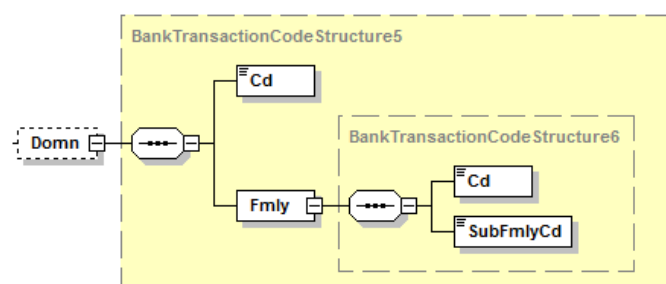 BankTransactionCodeStructure5
Cd
BankTransactionCodeStructure6
Domn
Cd
Fmly
SubFmlyCd